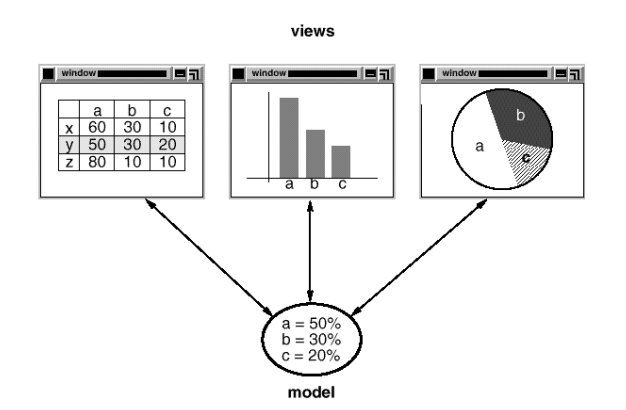 views
window
a b c
x 60 30 10
y 50 30 20
z 80 10 10
window
a b c
window
b
a
c
a = 50%
b = 30%
c = 20%
model